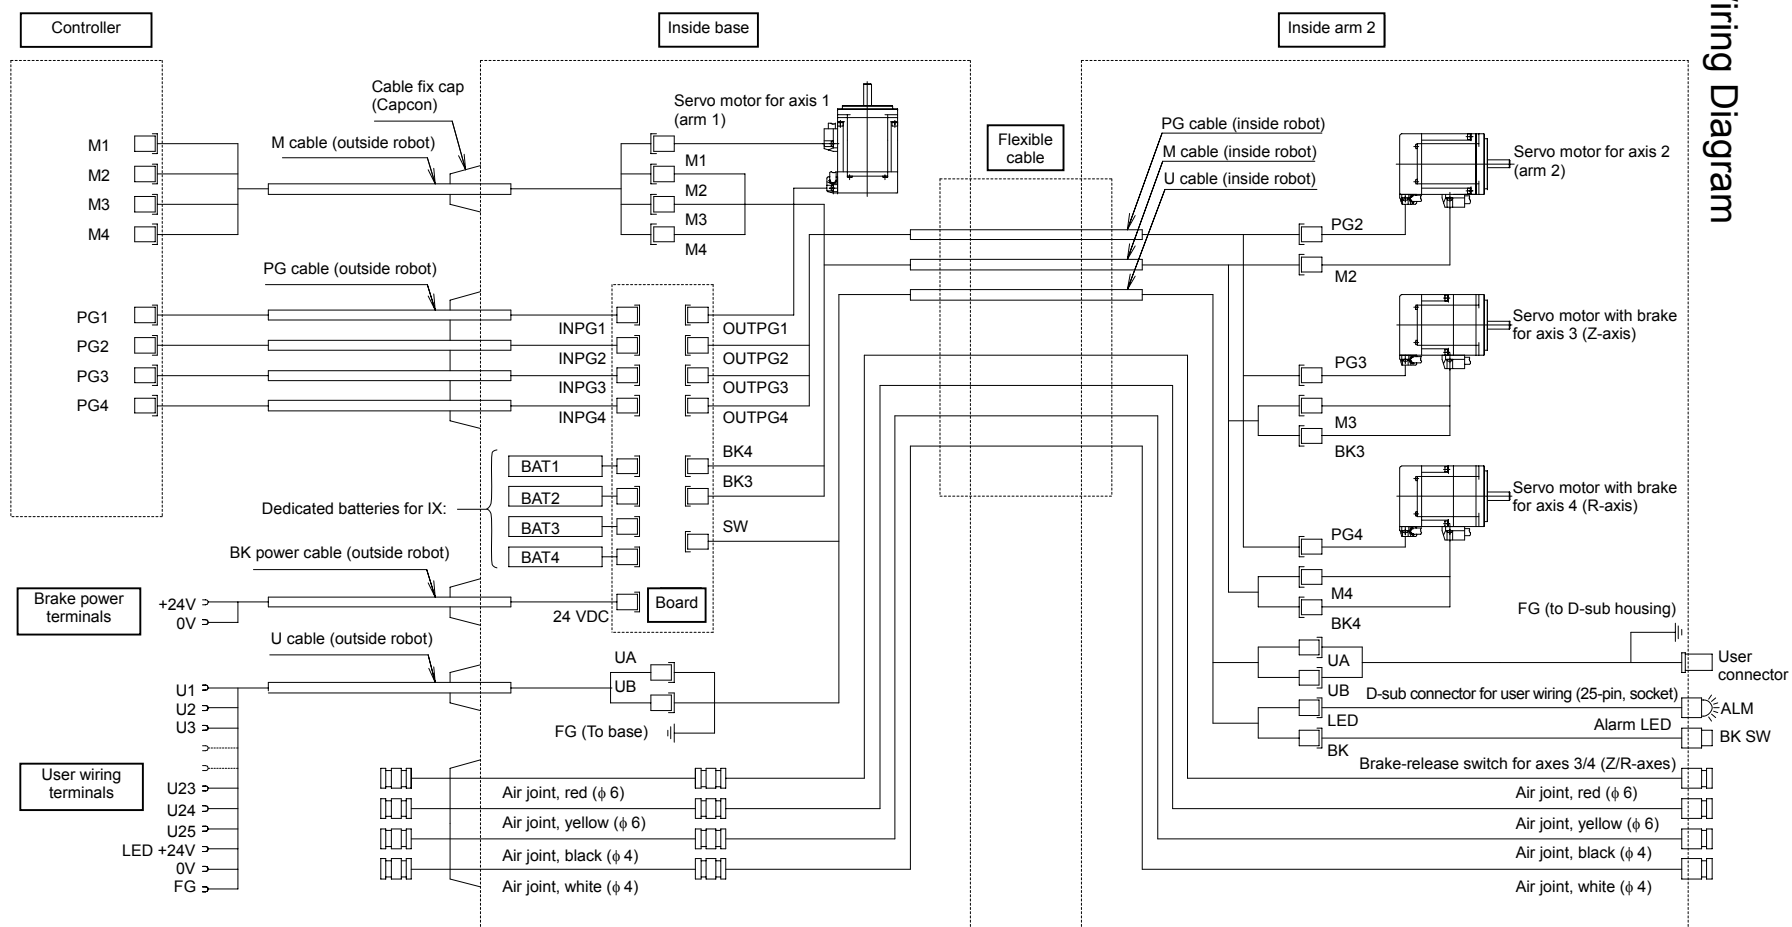 Wiring Diagram
Controller
Inside base
Inside arm 2
Cable fix cap
(Capcon)
Servo motor for axis 1
(arm 1)
Flexible
cable
PG cable (inside robot)
M cable (inside robot)
U cable (inside robot)
Servo motor for axis 2
(arm 2)
M cable (outside robot)
M1
M2
M3
M4
M1
M2
M3
M4
PG2
M2
PG cable (outside robot)
PG1
PG2
PG3
PG4
INPG1
INPG2
INPG3
INPG4
OUTPG1
OUTPG2
OUTPG3
OUTPG4
BK4
BK3
SW
Servo motor with brake
for axis 3 (Z-axis)
PG3
M3
BK3
Dedicated batteries for IX:
BAT1
BAT2
BAT3
BAT4
Servo motor with brake
for axis 4 (R-axis)
PG4
M4
BK4
BK power cable (outside robot)
Brake power
terminals
+24V
0V
24 VDC
Board
FG (to D-sub housing)
U cable (outside robot)
UA
UB
FG (To base)
UA
UB
User
connector
D-sub connector for user wiring (25-pin, socket)
LED
ALM
Alarm LED
BK
BK SW
Brake-release switch for axes 3/4 (Z/R-axes)
User wiring
terminals
U1
U2
U3
U23
U24
U25
LED +24V
0V
FG
Air joint, red (ϕ 6)
Air joint, yellow (ϕ 6)
Air joint, black (ϕ 4)
Air joint, white (ϕ 4)
Air joint, red (ϕ 6)
Air joint, yellow (ϕ 6)
Air joint, black (ϕ 4)
Air joint, white (ϕ 4)